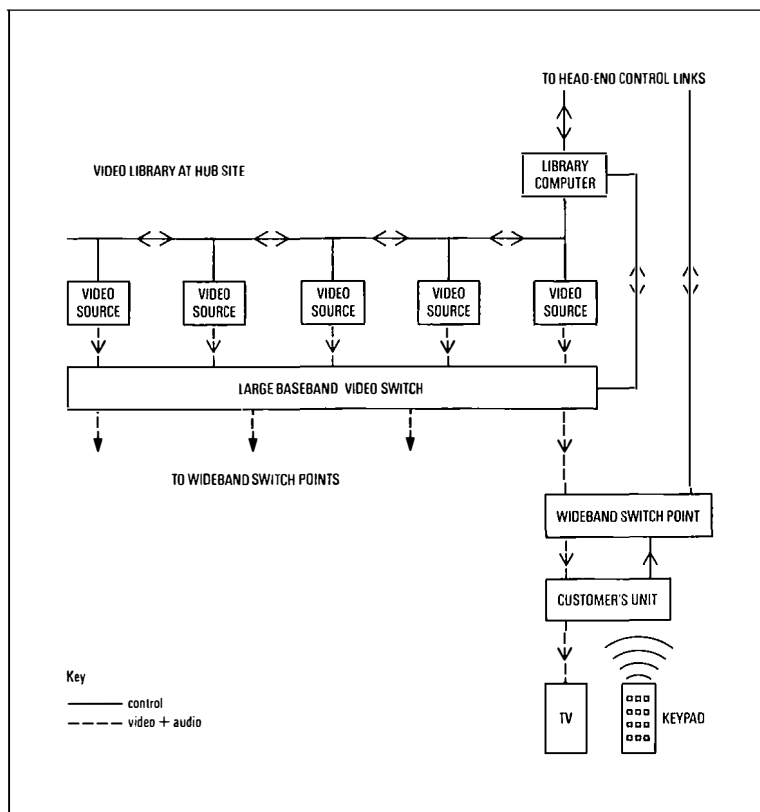 TO HEAO-ENO CONTROL LINKS
VIDEO LIBRARY AT HUB SITE
LIBRARY
COMPUTER
VIDEO
SOURCE
VIDEO
SOURCE
VIDEO
SOURCE
VIDEO
SOURCE
VIDEO
SOURCE
LARGE BASEBAND VIDEO SWITCH
TO WIDEBAND SWITCH POINTS
WIDEBAND SWITCH POINT
CUSTOMER'S UNIT
Key
control
video + audio
TV
KEYPAD